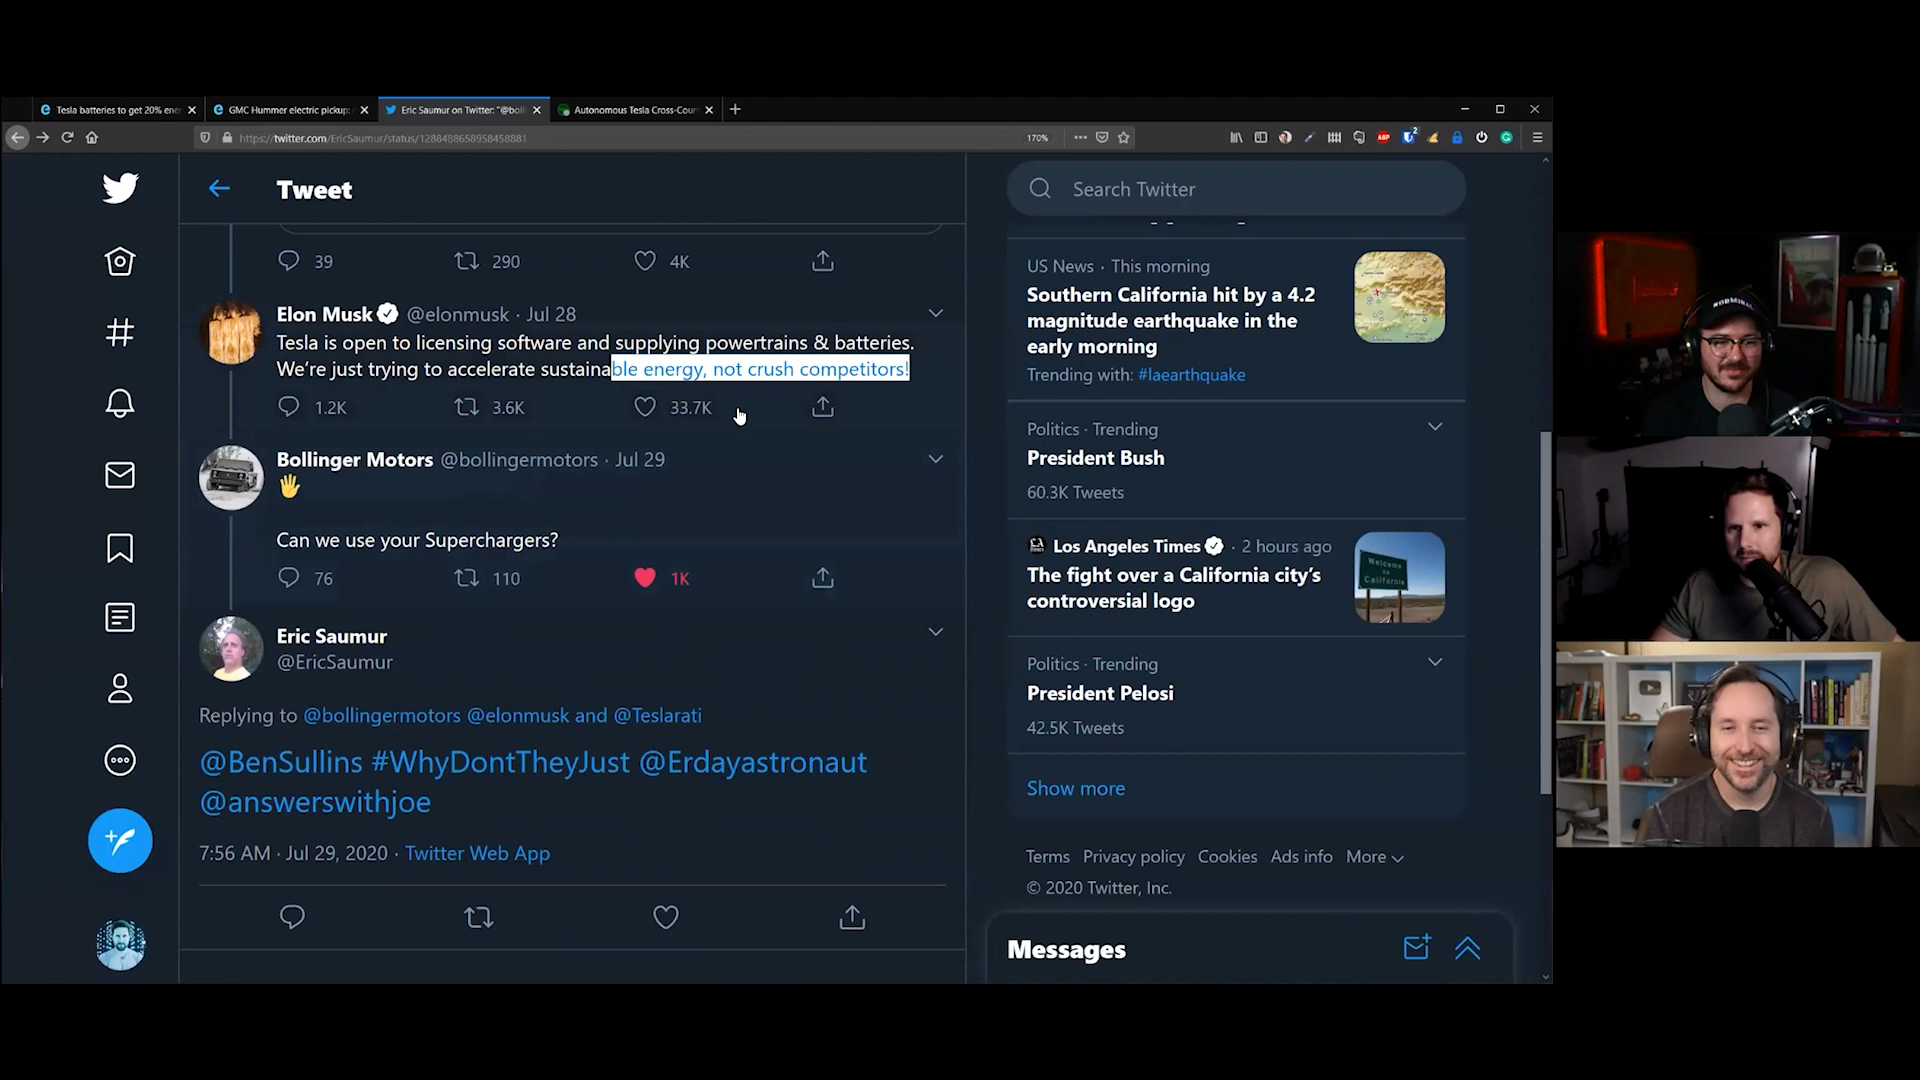 Tesla batteries to get 20% ene
GMC Hummer electric pickup:
Eric Saumur on Twitter: "@boll
Autonomous Tesla Cross-Coun
https://twitter.com/EricSaumur/status/1288488658958458881
170%
ABP
2
Tweet
Search Twitter
39
290
4K
Elon Musk @elonmusk · Jul 28
Tesla is open to licensing software and supplying powertrains & batteries.
We're just trying to accelerate sustainable energy, not crush competitors!
1.2K
3.6K
33.7K
Bollinger Motors @bollingermotors · Jul 29
🖐
Can we use your Superchargers?
76
110
1K
Eric Saumur
@EricSaumur
Replying to @bollingermotors @elonmusk and @Teslarati
@BenSullins #WhyDontTheyJust @Erdayastronaut
@answerswithjoe
7:56 AM · Jul 29, 2020 · Twitter Web App
US News · This morning
Southern California hit by a 4.2
magnitude earthquake in the
early morning
Trending with: #laearthquake
Politics · Trending
President Bush
60.3K Tweets
Los Angeles Times · 2 hours ago
The fight over a California city's
controversial logo
Welcome
to
California
Politics · Trending
President Pelosi
42.5K Tweets
Show more
Terms Privacy policy Cookies Ads info More
© 2020 Twitter, Inc.
Messages